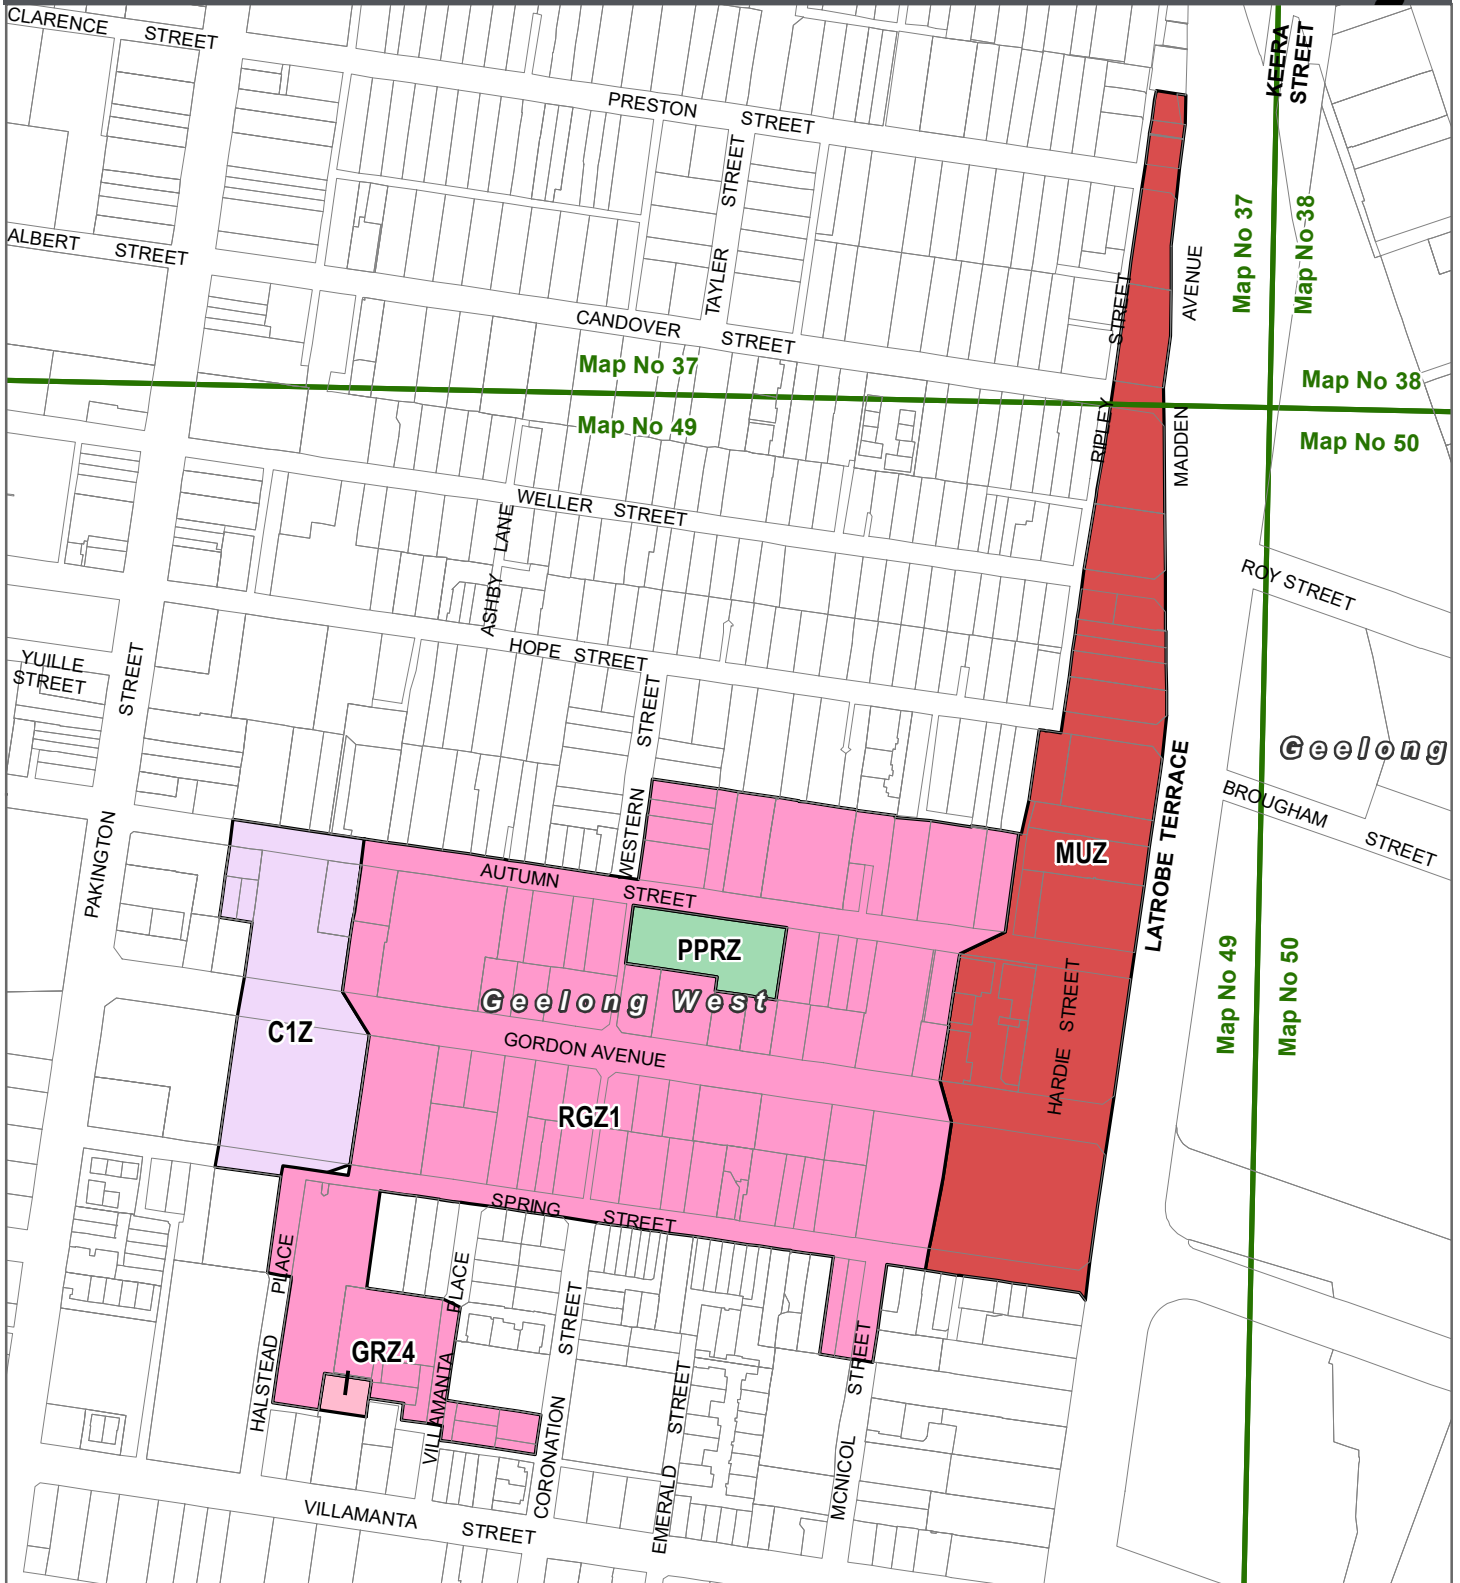 CLARENCE STREET
KEERA
STREET
PRESTON STREET
TAYLER STREET
ALBERT STREET
Map No 37
Map No 38
AVENUE
STREET
CANDOVER STREET
Map No 37
Map No 38
Map No 49
Map No 50
RIPLEY
MADDEN
WELLER STREET
ASHBY LANE
ROY STREET
HOPE STREET
YUILLE
STREET
STREET
WESTERN STREET
Geelong
BROUGHAM STREET
LATROBE TERRACE
PAKINGTON
MUZ
AUTUMN STREET
PPRZ
Geelong West
Map No 49
Map No 50
C1Z
GORDON AVENUE
HARDIE STREET
RGZ1
SPRING STREET
HALSTEAD PLACE
VILLAMANTA PLACE
GRZ4
CORONATION STREET
EMERALD STREET
MCNICOL STREET
VILLAMANTA STREET